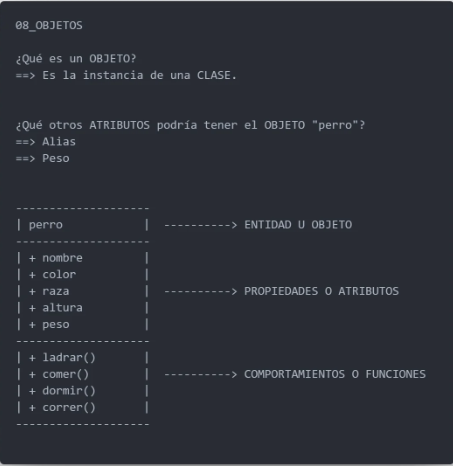 08_OBJETOS
¿Qué es un OBJETO?
==> Es la instancia de una CLASE.
¿Qué otros ATRIBUTOS podría tener el OBJETO "perro"?
==> Alias
==> Peso
--------------------
| perro            |  ----------> ENTIDAD U OBJETO
--------------------
| + nombre         |
| + color          |
| + raza           |  ----------> PROPIEDADES O ATRIBUTOS
| + altura         |
| + peso           |
--------------------
| + ladrar()       |
| + comer()        |  ----------> COMPORTAMIENTOS O FUNCIONES
| + dormir()       |
| + correr()       |
--------------------